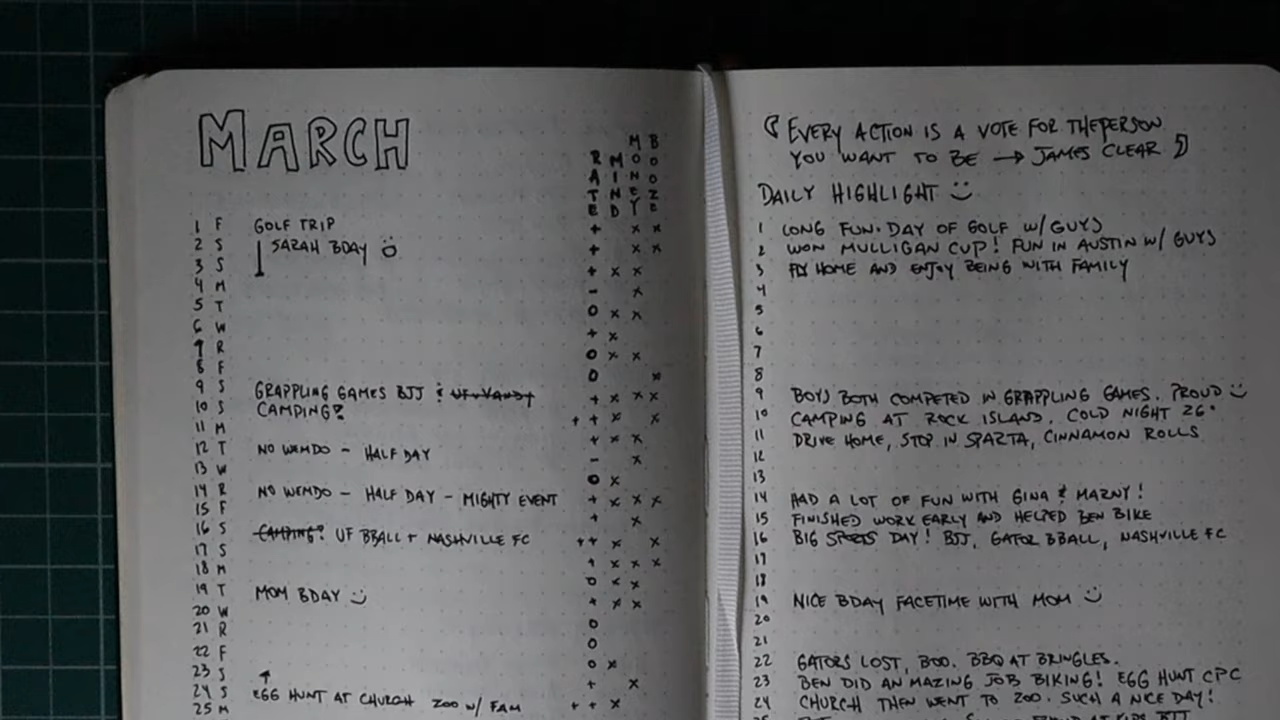 MARCH
RATED MIND MONEY BOOZE
1 F GOLF TRIP + x x
2 S SARAH BDAY + x x
3 S + x x
4 M - x
5 T O x x
6 W + x
7 R O x x
8 F O x
9 S GRAPPLING GAMES BJJ & UF-VANDY + x x x
10 S CAMPING? + + x x
11 M + x x
12 T NO WEMDO - HALF DAY - x
13 W O x
14 R NO WEMDO - HALF DAY - MIGHTY EVENT + x x x
15 F + x
16 S CAMPING? UF BBALL + NASHVILLE FC ++ x x
17 S + x x x
18 M O x x
19 T MOM BDAY + x x
20 W O
21 R O
22 F O x
23 S + x
24 S EGG HUNT AT CHURCH ZOO W/ FAM + + x
25 M
"EVERY ACTION IS A VOTE FOR THE PERSON
YOU WANT TO BE → JAMES CLEAR"
DAILY HIGHLIGHT
1 LONG FUN DAY OF GOLF W/ GUYS
2 WON MULLIGAN CUP! FUN IN AUSTIN W/ GUYS
3 FLY HOME AND ENJOY BEING WITH FAMILY
4
5
6
7
8
9 BOYS BOTH COMPETED IN GRAPPLING GAMES. PROUD
10 CAMPING AT ROCK ISLAND. COLD NIGHT 26°
11 DRIVE HOME, STOP IN SPARTA, CINNAMON ROLLS
12
13
14 HAD A LOT OF FUN WITH GINA & MARNY!
15 FINISHED WORK EARLY AND HELPED BEN BIKE
16 BIG SPORTS DAY! BJJ, GATOR BBALL, NASHVILLE FC
17
18
19 NICE BDAY FACETIME WITH MOM
20
21
22 GATORS LOST, BOO. BBQ AT BRINGLES.
23 BEN DID AN MAZING JOB BIKING! EGG HUNT CPC
24 CHURCH THEN WENT TO ZOO. SUCH A NICE DAY!